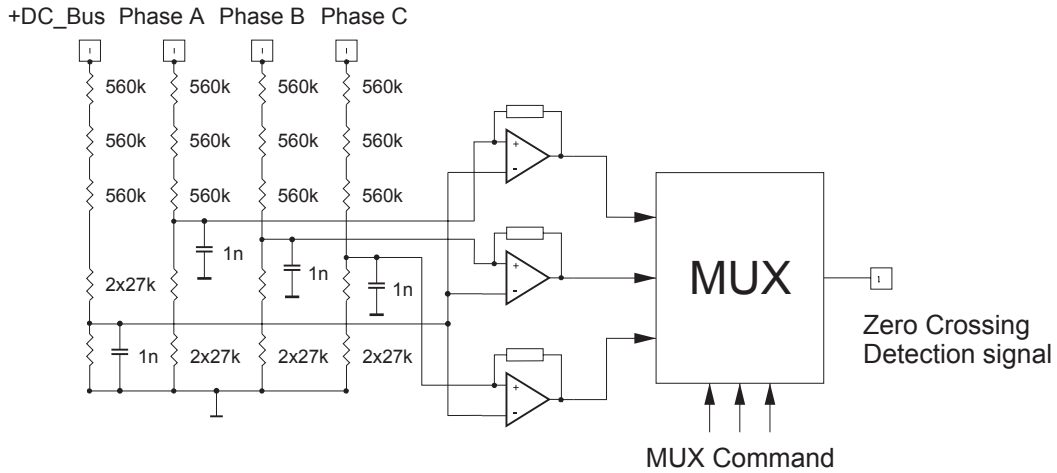 +DC_Bus Phase A Phase B Phase C
560k 560k 560k 560k
560k 560k 560k 560k
560k 560k 560k 560k
+
-
1n
+
-
1n
1n
2x27k
MUX
Zero Crossing
Detection signal
1n 2x27k 2x27k 2x27k
+
-
MUX Command